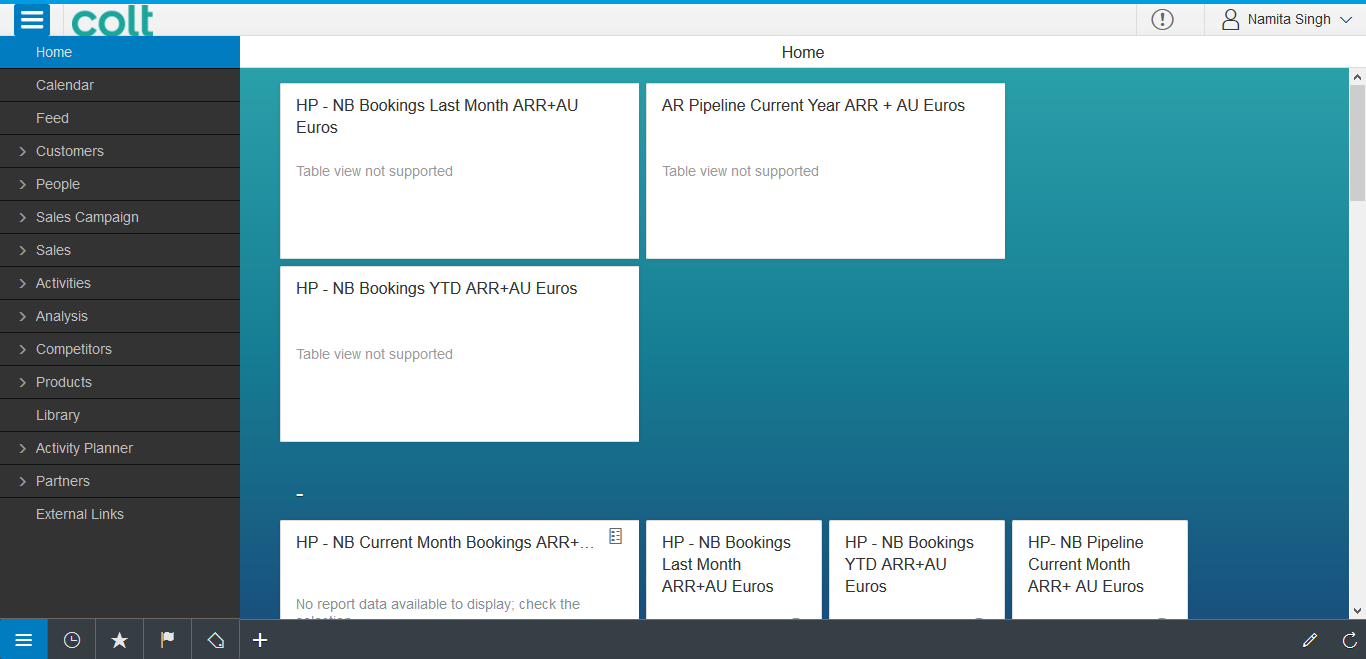 colt
Namita Singh
Home
Home
Calendar
Feed
Customers
People
Sales Campaign
Sales
Activities
Analysis
Competitors
Products
Library
Activity Planner
Partners
External Links
HP - NB Bookings Last Month ARR+AU
Euros
Table view not supported
AR Pipeline Current Year ARR + AU Euros
Table view not supported
HP - NB Bookings YTD ARR+AU Euros
Table view not supported
-
HP - NB Current Month Bookings ARR+...
No report data available to display; check the
HP - NB Bookings
Last Month
ARR+AU Euros
HP - NB Bookings
YTD ARR+AU
Euros
HP- NB Pipeline
Current Month
ARR+ AU Euros